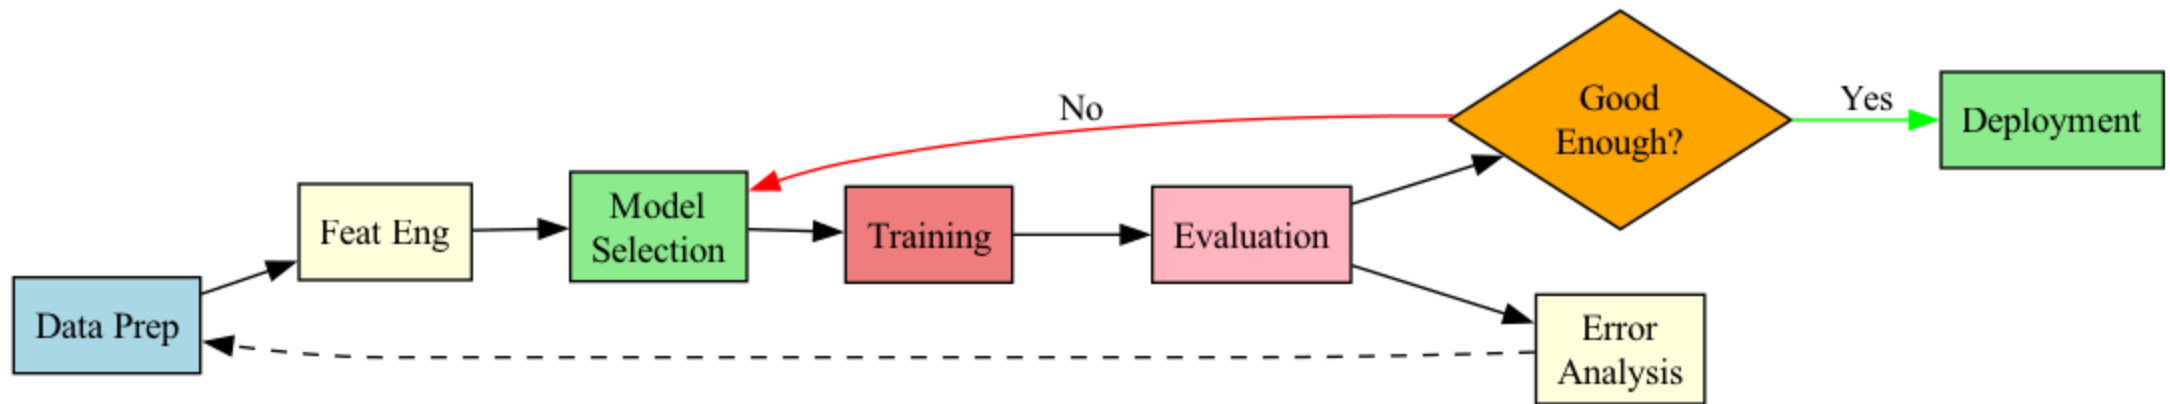 Data Prep
Feat Eng
Model
Selection
Training
Evaluation
No
Good
Enough?
Yes
Deployment
Error
Analysis